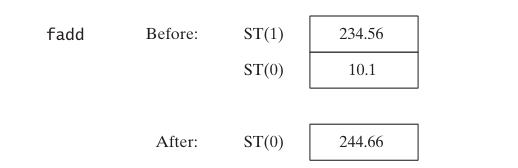 fadd Before: ST(1) 234.56
ST(0) 10.1
After: ST(0) 244.66